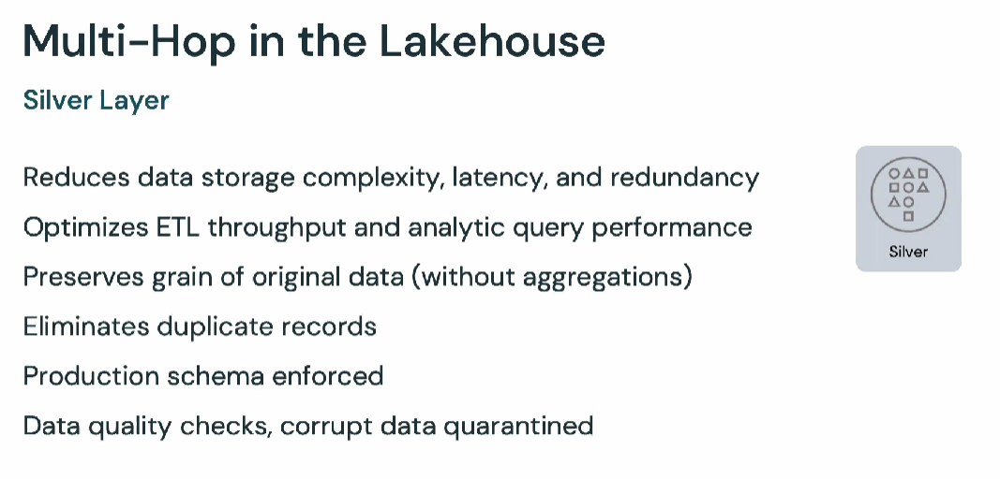 Multi-Hop in the Lakehouse
Silver Layer
Reduces data storage complexity, latency, and redundancy
Optimizes ETL throughput and analytic query performance
Preserves grain of original data (without aggregations)
Eliminates duplicate records
Production schema enforced
Data quality checks, corrupt data quarantined
Silver